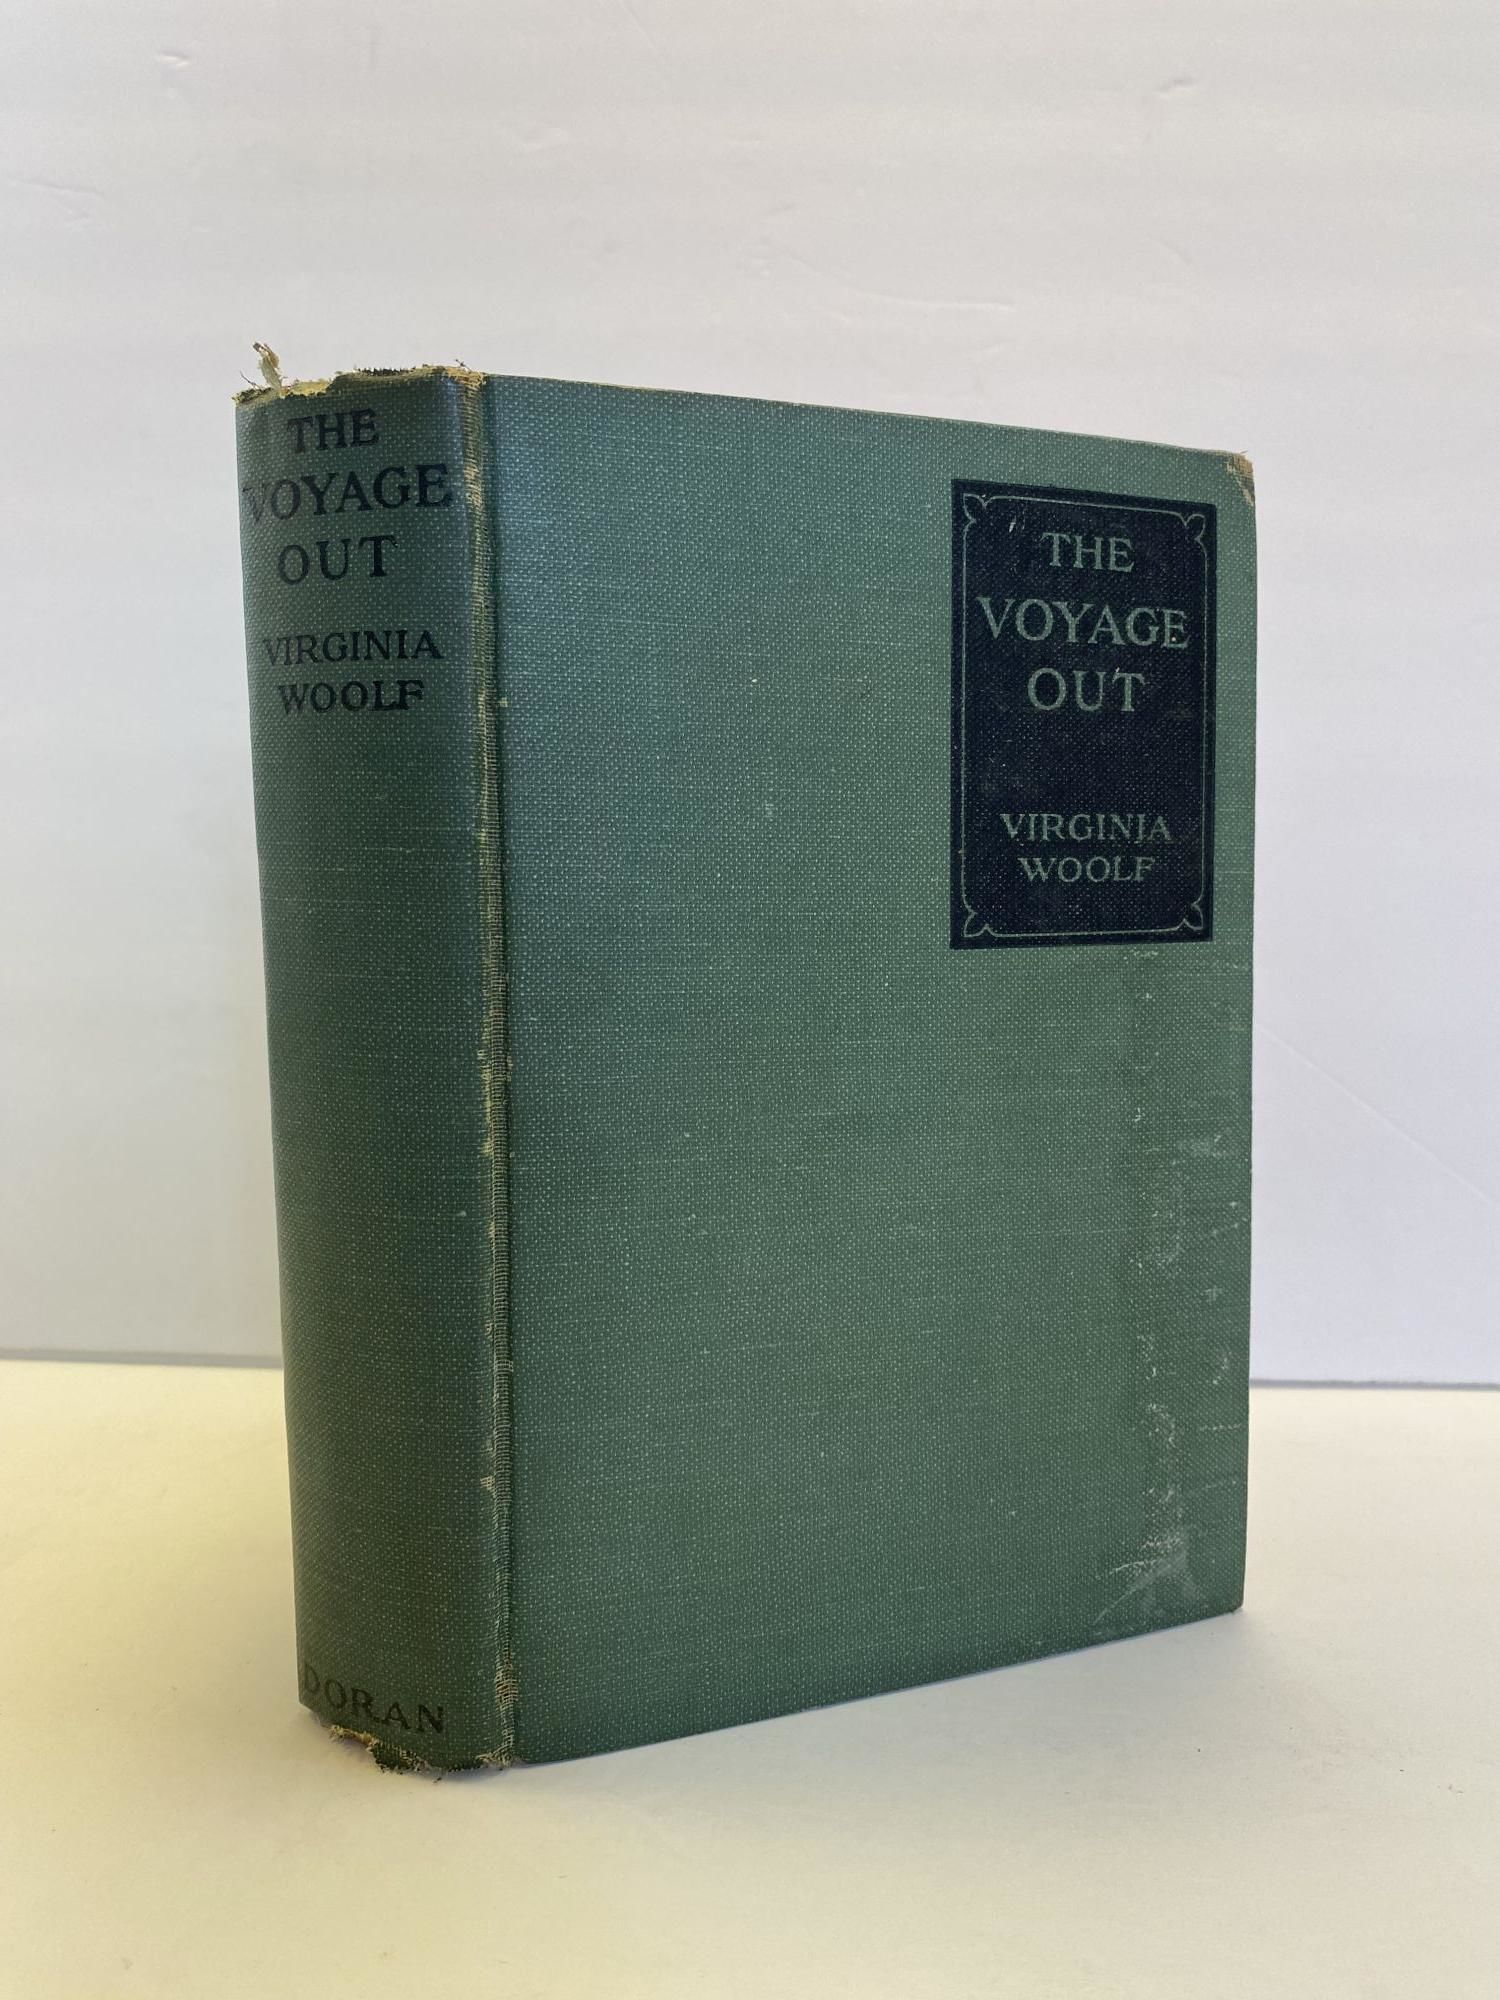 THE
VOYAGE
OUT
VIRGINIA
WOOLF
DORAN
THE
VOYAGE
OUT
VIRGINIA
WOOLF